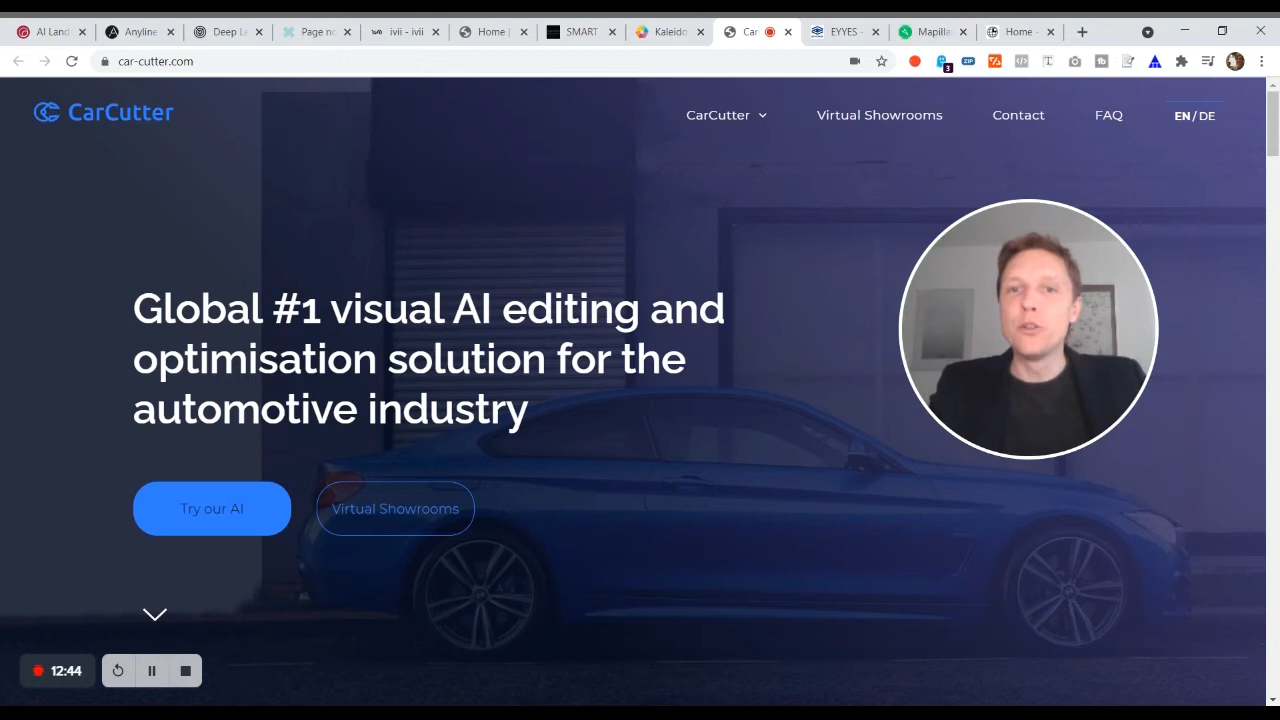 AI Land
Anyline
Deep Le
Page no
ivii - ivii
Home |
SMART
Kaleido
Car
EYYES -
Mapilla
Home -
car-cutter.com
3
ZIP
CarCutter
CarCutter
Virtual Showrooms
Contact
FAQ
EN / DE
Global #1 visual AI editing and
optimisation solution for the
automotive industry
Try our AI
Virtual Showrooms
12:44